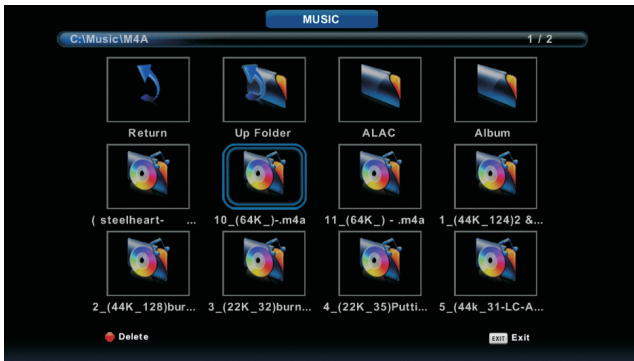 MUSIC
C:\Music\M4A 1 / 2
Return Up Folder ALAC Album
( steelheart- ... 10_(64K_)-.m4a 11_(64K_) - .m4a 1_(44K_124)2 &...
2_(44K_128)bur... 3_(22K_32)burn... 4_(22K_35)Putti... 5_(44k_31-LC-A...
Delete EXIT Exit